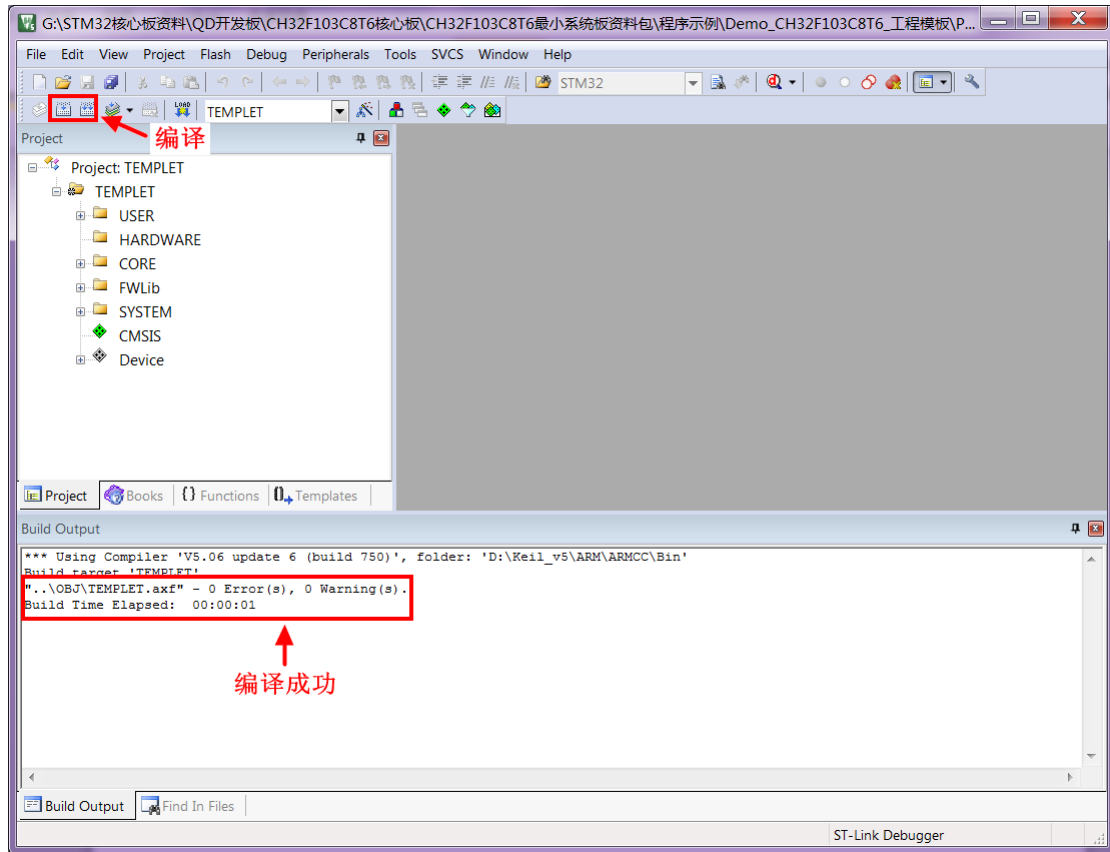 G:\STM32核心板资料\QD开发板\CH32F103C8T6核心板\CH32F103C8T6最小系统板资料包\程序示例\Demo_CH32F103C8T6_工程模板\P...
File Edit View Project Flash Debug Peripherals Tools SVCS Window Help
STM32
LOAD TEMPLET
编译
Project
Project: TEMPLET
TEMPLET
USER
HARDWARE
CORE
FWLib
SYSTEM
CMSIS
Device
Project Books {} Functions Templates
Build Output
*** Using Compiler 'V5.06 update 6 (build 750)', folder: 'D:\Keil_v5\ARM\ARMCC\Bin'
Build target 'TEMPLET'
"..\OBJ\TEMPLET.axf" - 0 Error(s), 0 Warning(s).
Build Time Elapsed:  00:00:01
编译成功
Build Output Find In Files
ST-Link Debugger